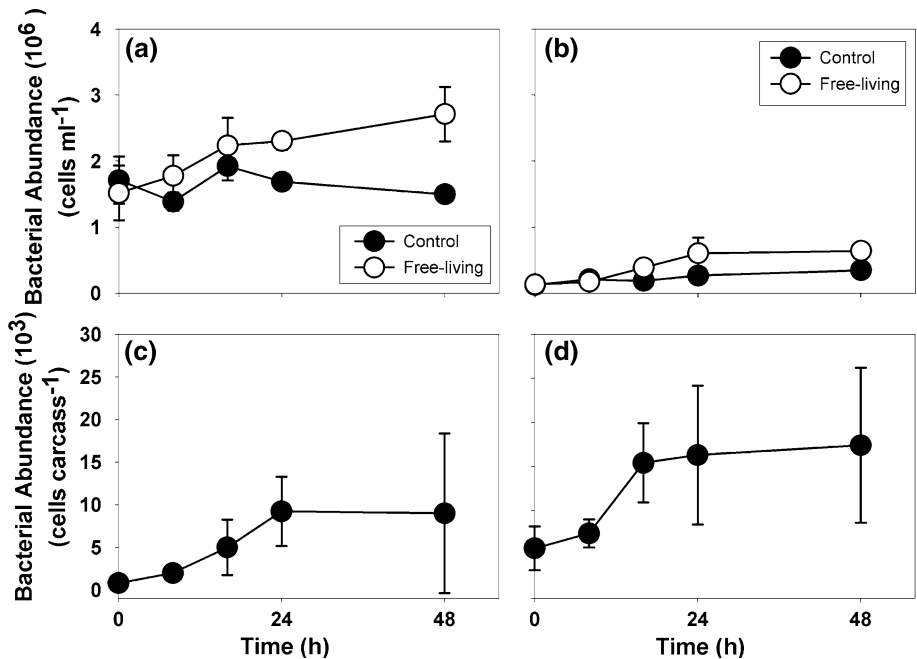 Bacterial Abundance (10⁶)
(cells ml⁻¹)
4
3
2
1
0
(a)
Control
Free-living
(b)
Control
Free-living
Bacterial Abundance (10³)
(cells carcass⁻¹)
30
25
20
15
10
5
0
(c)
0
24
48
Time (h)
(d)
0
24
48
Time (h)